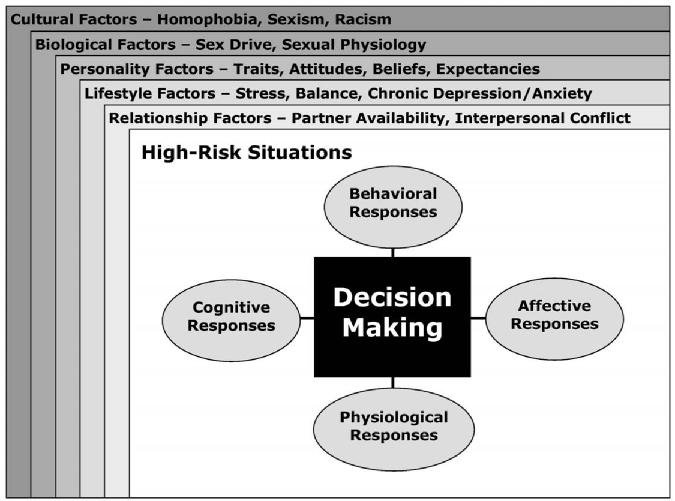 Cultural Factors – Homophobia, Sexism, Racism
Biological Factors – Sex Drive, Sexual Physiology
Personality Factors – Traits, Attitudes, Beliefs, Expectancies
Lifestyle Factors – Stress, Balance, Chronic Depression/Anxiety
Relationship Factors – Partner Availability, Interpersonal Conflict
High-Risk Situations
Behavioral
Responses
Cognitive
Responses
Decision
Making
Affective
Responses
Physiological
Responses